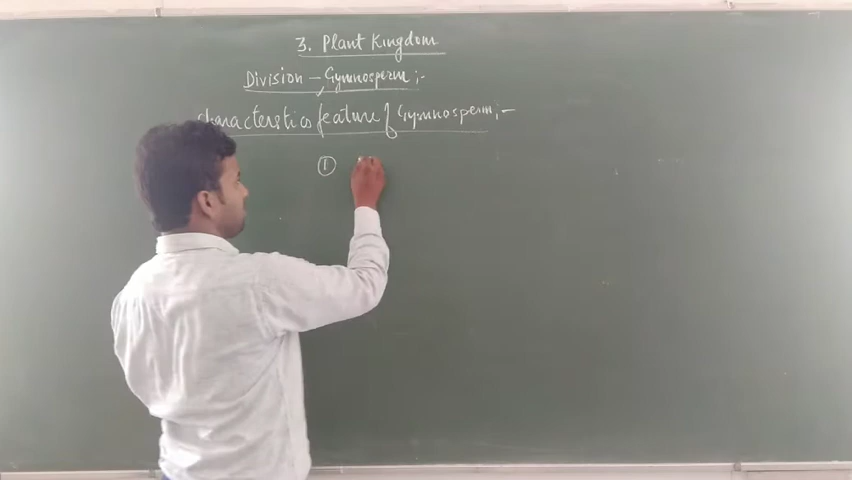 3. Plant Kingdom
Division - Gymnosperm ;-
characteristics feature of Gymnosperm ;-
①